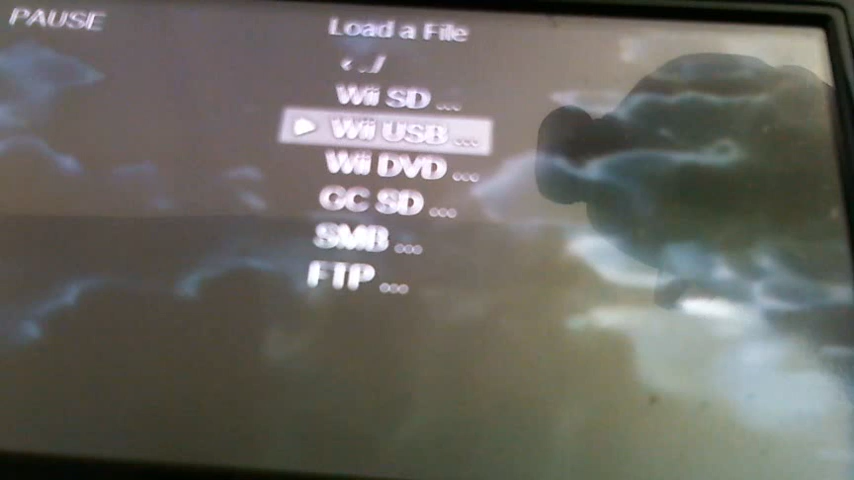 PAUSE
Load a File
< ../
Wii SD ...
Wii USB ...
Wii DVD ...
GC SD ...
SMB ...
FTP ...